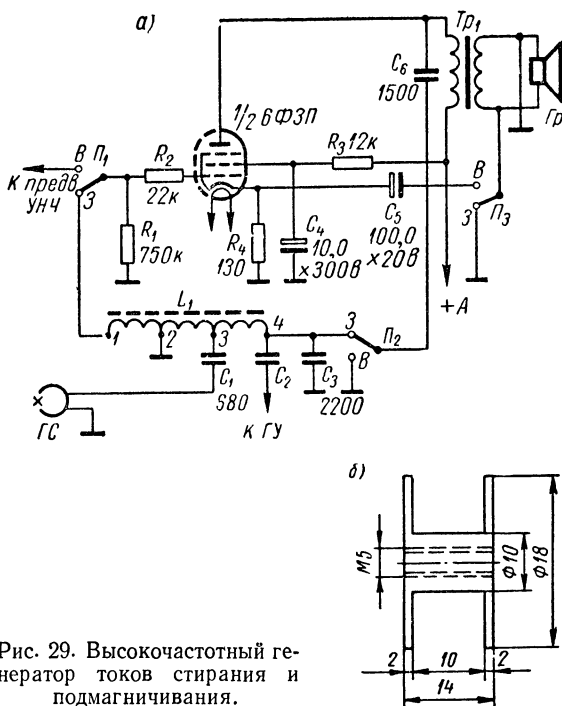 а)
Тр₁
C₆
1500
Гр
1/2 6Ф3П
R₃ 12к
В
П₁
К предв.
УНЧ
З
R₂
22к
R₁
750к
R₄
130
C₄
10,0
×300В
C₅
100,0
×20В
В
З
П₃
+А
L₁
1
2
3
4
З
П₂
В
C₁
680
C₂
C₃
2200
ГС
К ГУ
б)
М5
Ф10
Ф18
2
10
2
14
Рис. 29. Высокочастотный ге-
нератор токов стирания и
подмагничивания.